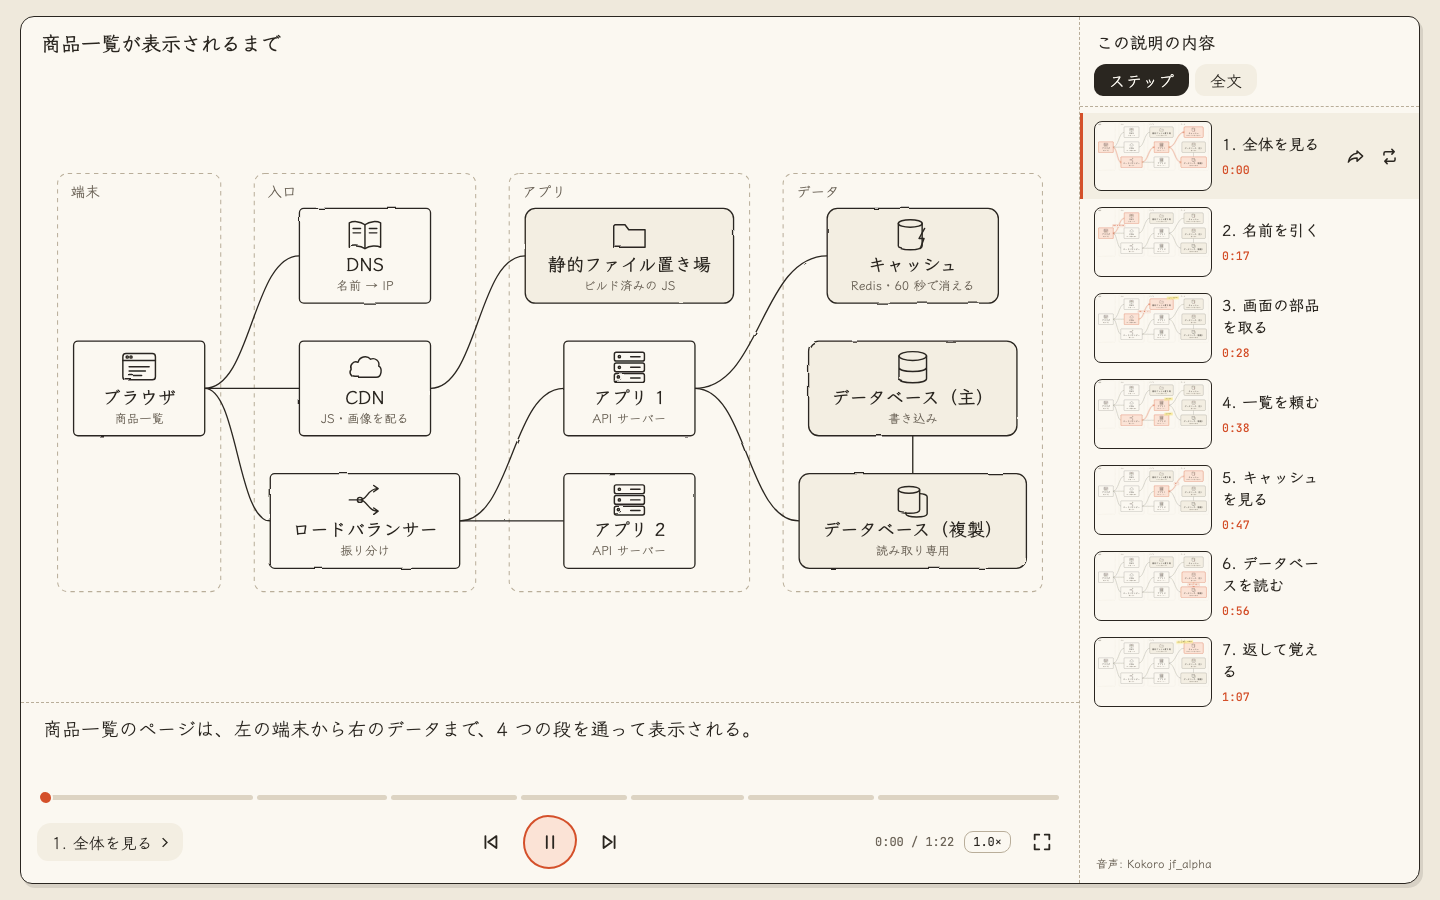 商品一覧が表示されるまで
端末
入口
アプリ
データ
DNS
名前 → IP
静的ファイル置き場
ビルド済みの JS
キャッシュ
Redis・60 秒で消える
ブラウザ
商品一覧
CDN
JS・画像を配る
アプリ 1
API サーバー
データベース（主）
書き込み
ロードバランサー
振り分け
アプリ 2
API サーバー
データベース（複製）
読み取り専用
商品一覧のページは、左の端末から右のデータまで、4 つの段を通って表示される。
1. 全体を見る
0:00 / 1:22
1.0×
この説明の内容
ステップ
全文
1. 全体を見る
0:00
2. 名前を引く
0:17
3. 画面の部品
を取る
0:28
4. 一覧を頼む
0:38
5. キャッシュ
を見る
0:47
6. データベー
スを読む
0:56
7. 返して覚え
る
1:07
音声: Kokoro jf_alpha